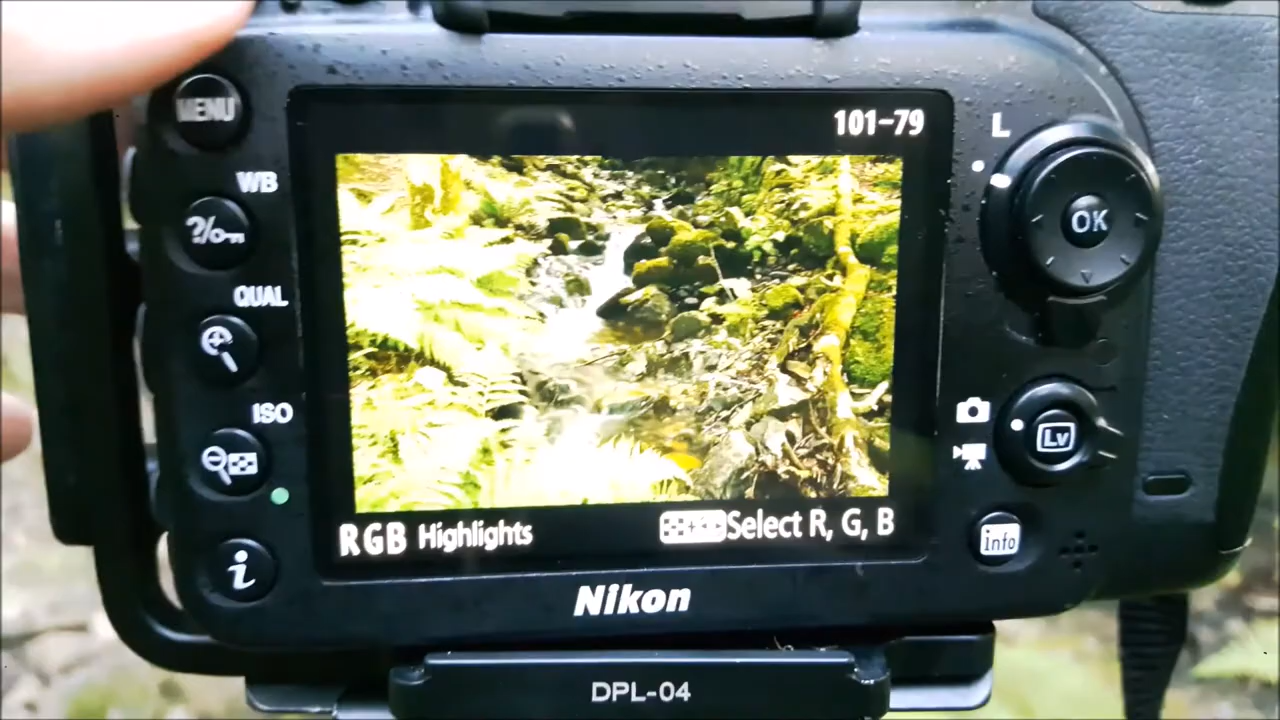 101-79
L
MENU
WB
?/
OK
QUAL
ISO
Lv
RGB Highlights
Select R, G, B
info
i
Nikon
DPL-04